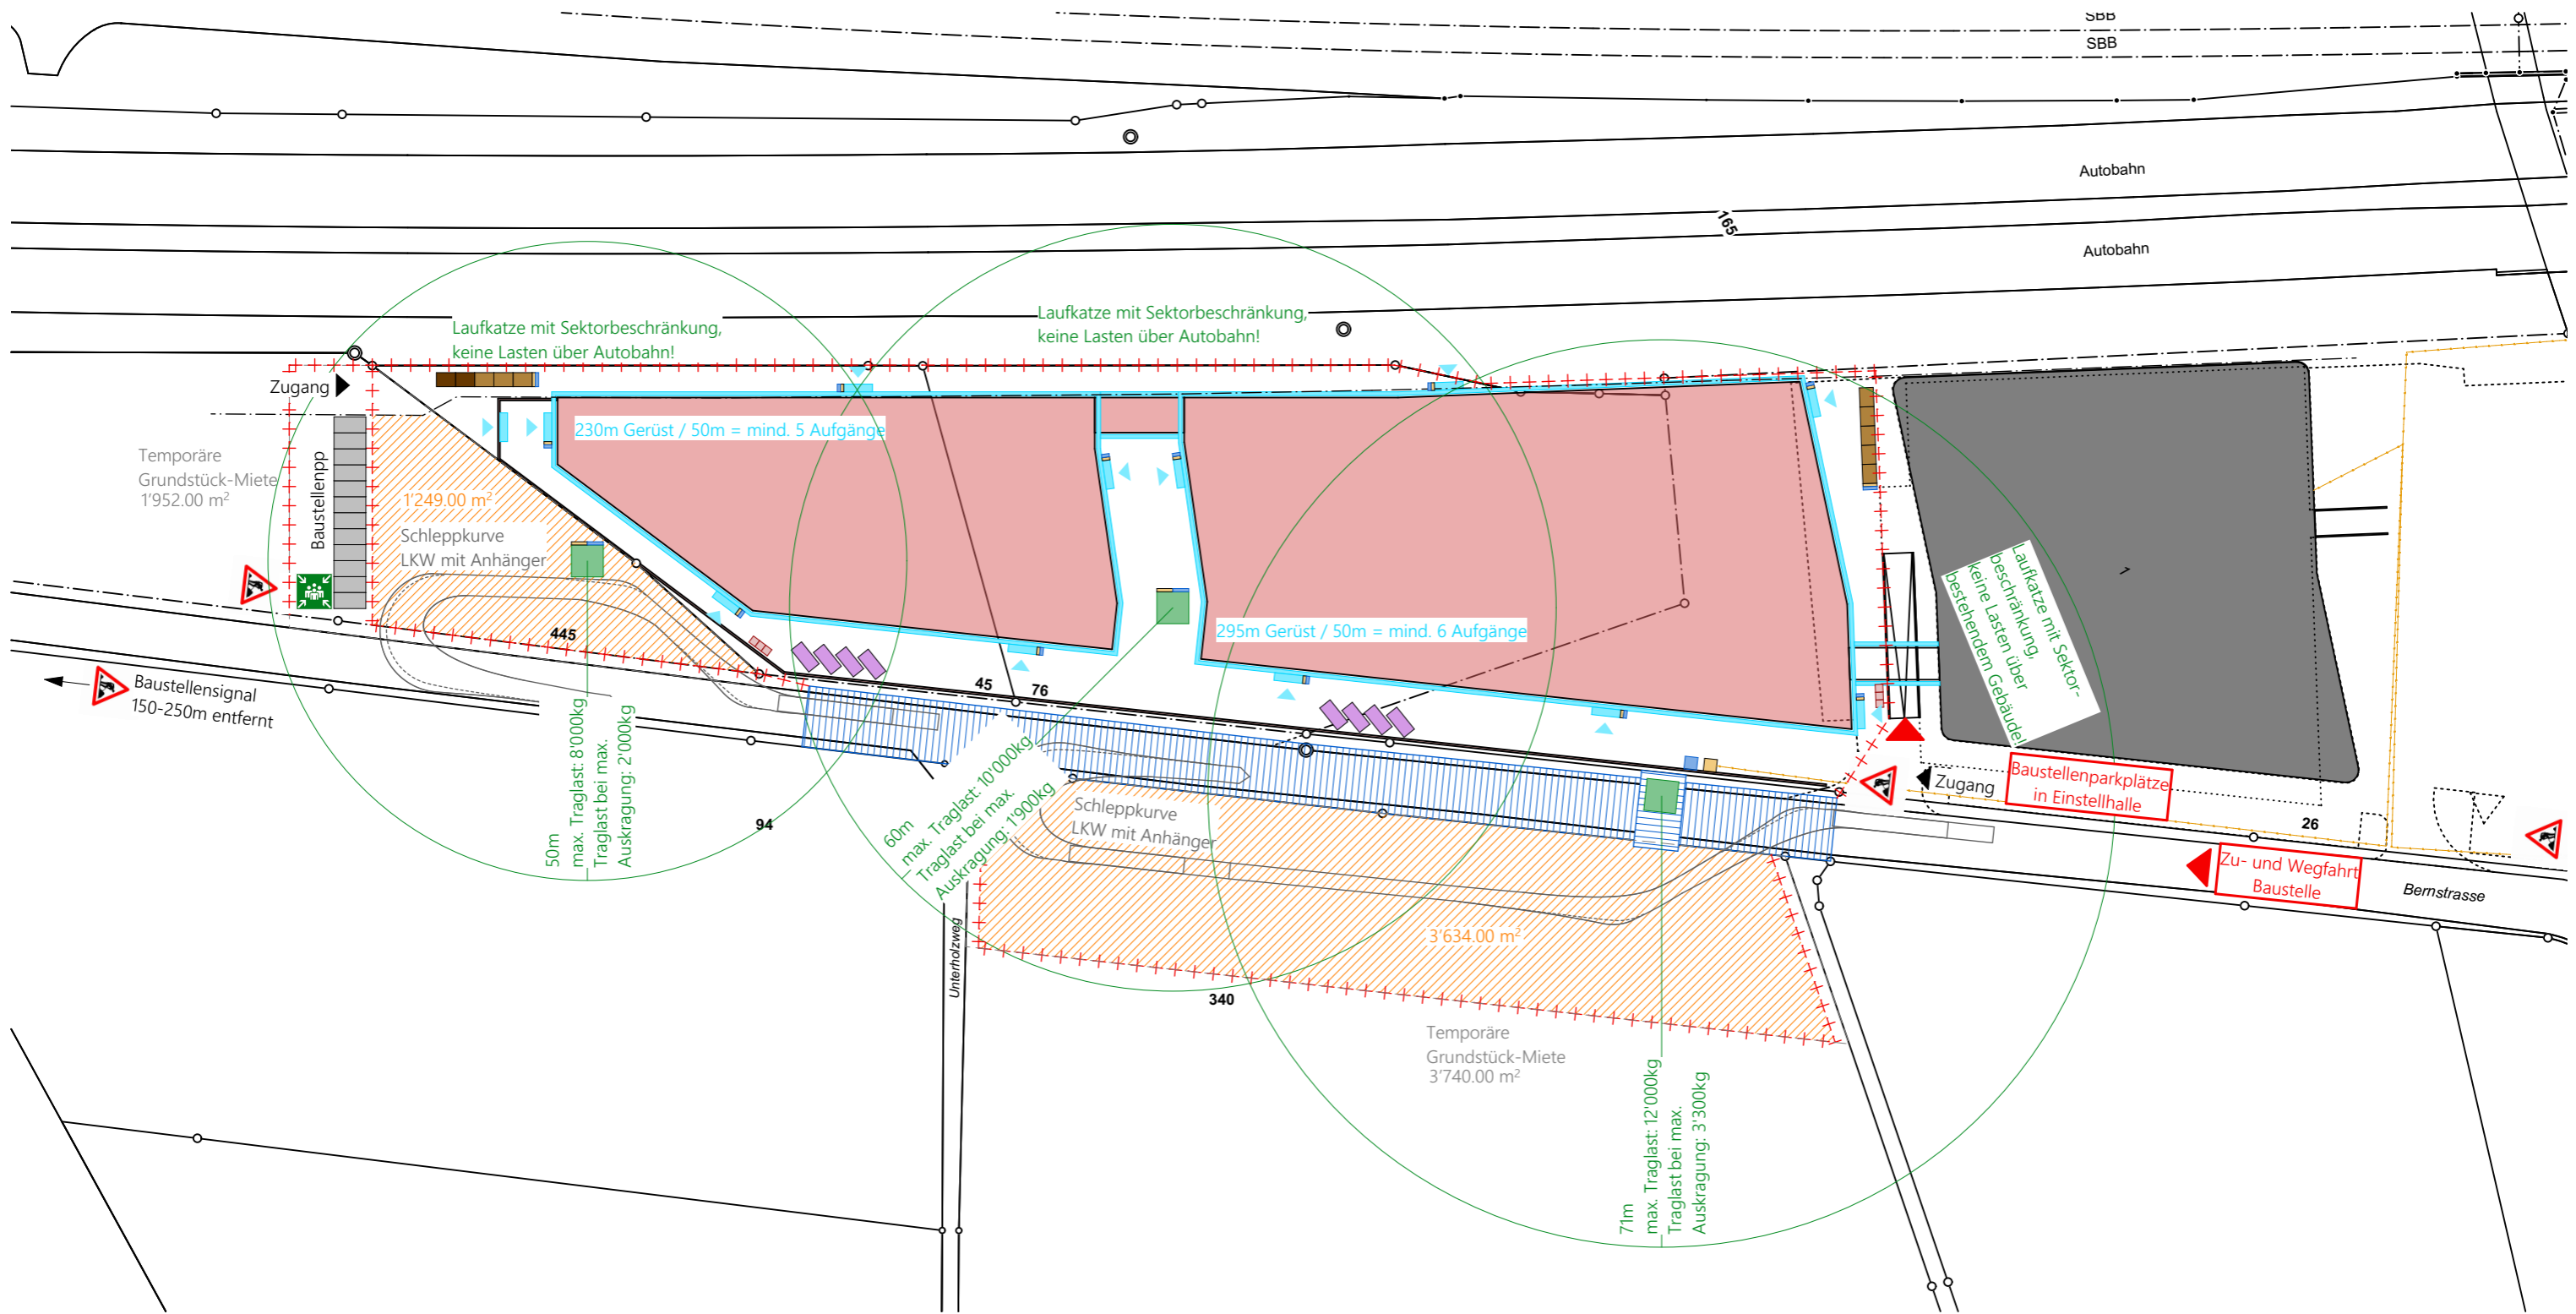 SBB
SBB
Autobahn
165
Autobahn
Laufkatze mit Sektorbeschränkung,
keine Lasten über Autobahn!
Laufkatze mit Sektorbeschränkung,
keine Lasten über Autobahn!
Zugang
230m Gerüst / 50m = mind. 5 Aufgänge
Temporäre
Grundstück-Miete
1'952.00 m²
Baustellenpp
1'249.00 m²
Schleppkurve
LKW mit Anhänger
Laufkatze mit Sektor-
beschränkung,
keine Lasten über
bestehendem Gebäude!
1
295m Gerüst / 50m = mind. 6 Aufgänge
445
45
76
Baustellensignal
150-250m entfernt
50m
max. Traglast: 8'000kg
Traglast bei max.
Auskragung: 2'000kg
60m
max. Traglast: 10'000kg
Traglast bei max.
Auskragung: 1'900kg
94
Schleppkurve
LKW mit Anhänger
Zugang
Baustellenparkplätze
in Einstellhalle
26
Zu- und Wegfahrt
Baustelle
Bernstrasse
Unterholzweg
3'634.00 m²
340
Temporäre
Grundstück-Miete
3'740.00 m²
71m
max. Traglast: 12'000kg
Traglast bei max.
Auskragung: 3'300kg